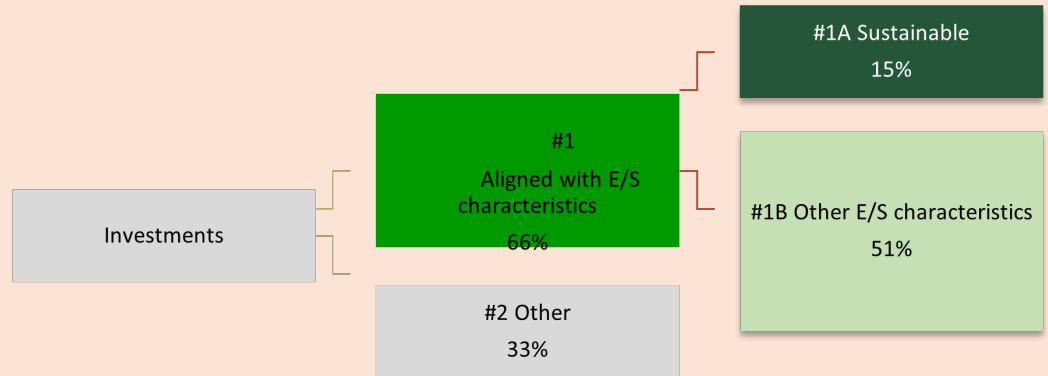 Investments
#1
Aligned with E/S
characteristics
66%
#2 Other
33%
#1A Sustainable
15%
#1B Other E/S characteristics
51%